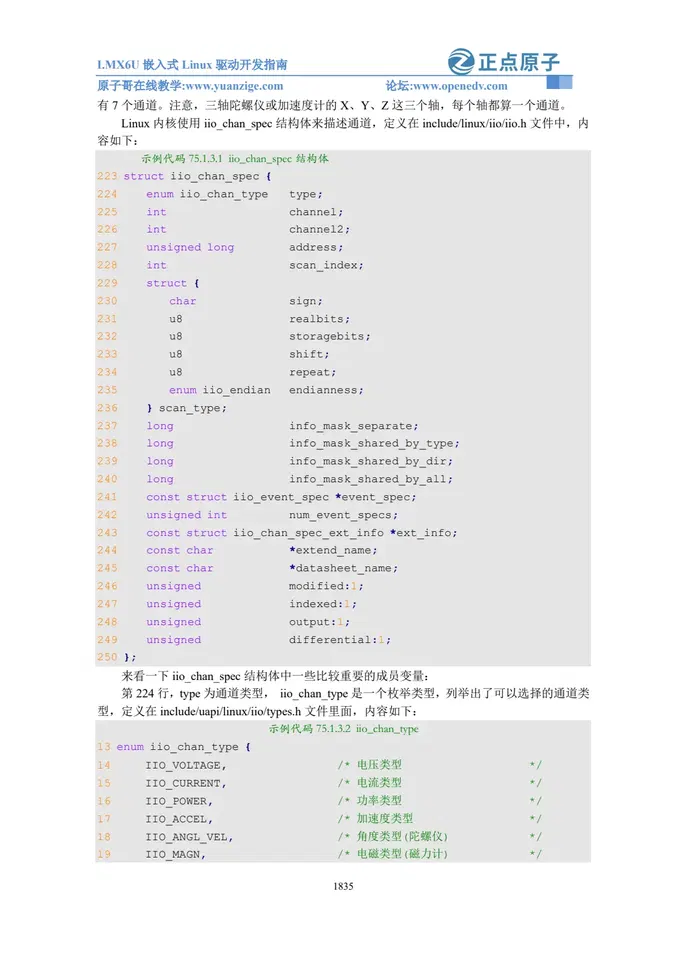 I.MX6U 嵌入式 Linux 驱动开发指南
正点原子
原子哥在线教学:www.yuanzige.com 论坛:www.openedv.com
有 7 个通道。注意，三轴陀螺仪或加速度计的 X、Y、Z 这三个轴，每个轴都算一个通道。
Linux 内核使用 iio_chan_spec 结构体来描述通道，定义在 include/linux/iio/iio.h 文件中，内
容如下：
示例代码 75.1.3.1 iio_chan_spec 结构体
223 struct iio_chan_spec {
224 enum iio_chan_type type;
225 int channel;
226 int channel2;
227 unsigned long address;
228 int scan_index;
229 struct {
230 char sign;
231 u8 realbits;
232 u8 storagebits;
233 u8 shift;
234 u8 repeat;
235 enum iio_endian endianness;
236 } scan_type;
237 long info_mask_separate;
238 long info_mask_shared_by_type;
239 long info_mask_shared_by_dir;
240 long info_mask_shared_by_all;
241 const struct iio_event_spec *event_spec;
242 unsigned int num_event_specs;
243 const struct iio_chan_spec_ext_info *ext_info;
244 const char *extend_name;
245 const char *datasheet_name;
246 unsigned modified:1;
247 unsigned indexed:1;
248 unsigned output:1;
249 unsigned differential:1;
250 };
来看一下 iio_chan_spec 结构体中一些比较重要的成员变量：
第 224 行，type 为通道类型， iio_chan_type 是一个枚举类型，列举出了可以选择的通道类
型，定义在 include/uapi/linux/iio/types.h 文件里面，内容如下：
示例代码 75.1.3.2 iio_chan_type
13 enum iio_chan_type {
14 IIO_VOLTAGE, /* 电压类型 */
15 IIO_CURRENT, /* 电流类型 */
16 IIO_POWER, /* 功率类型 */
17 IIO_ACCEL, /* 加速度类型 */
18 IIO_ANGL_VEL, /* 角度类型(陀螺仪) */
19 IIO_MAGN, /* 电磁类型(磁力计) */
1835